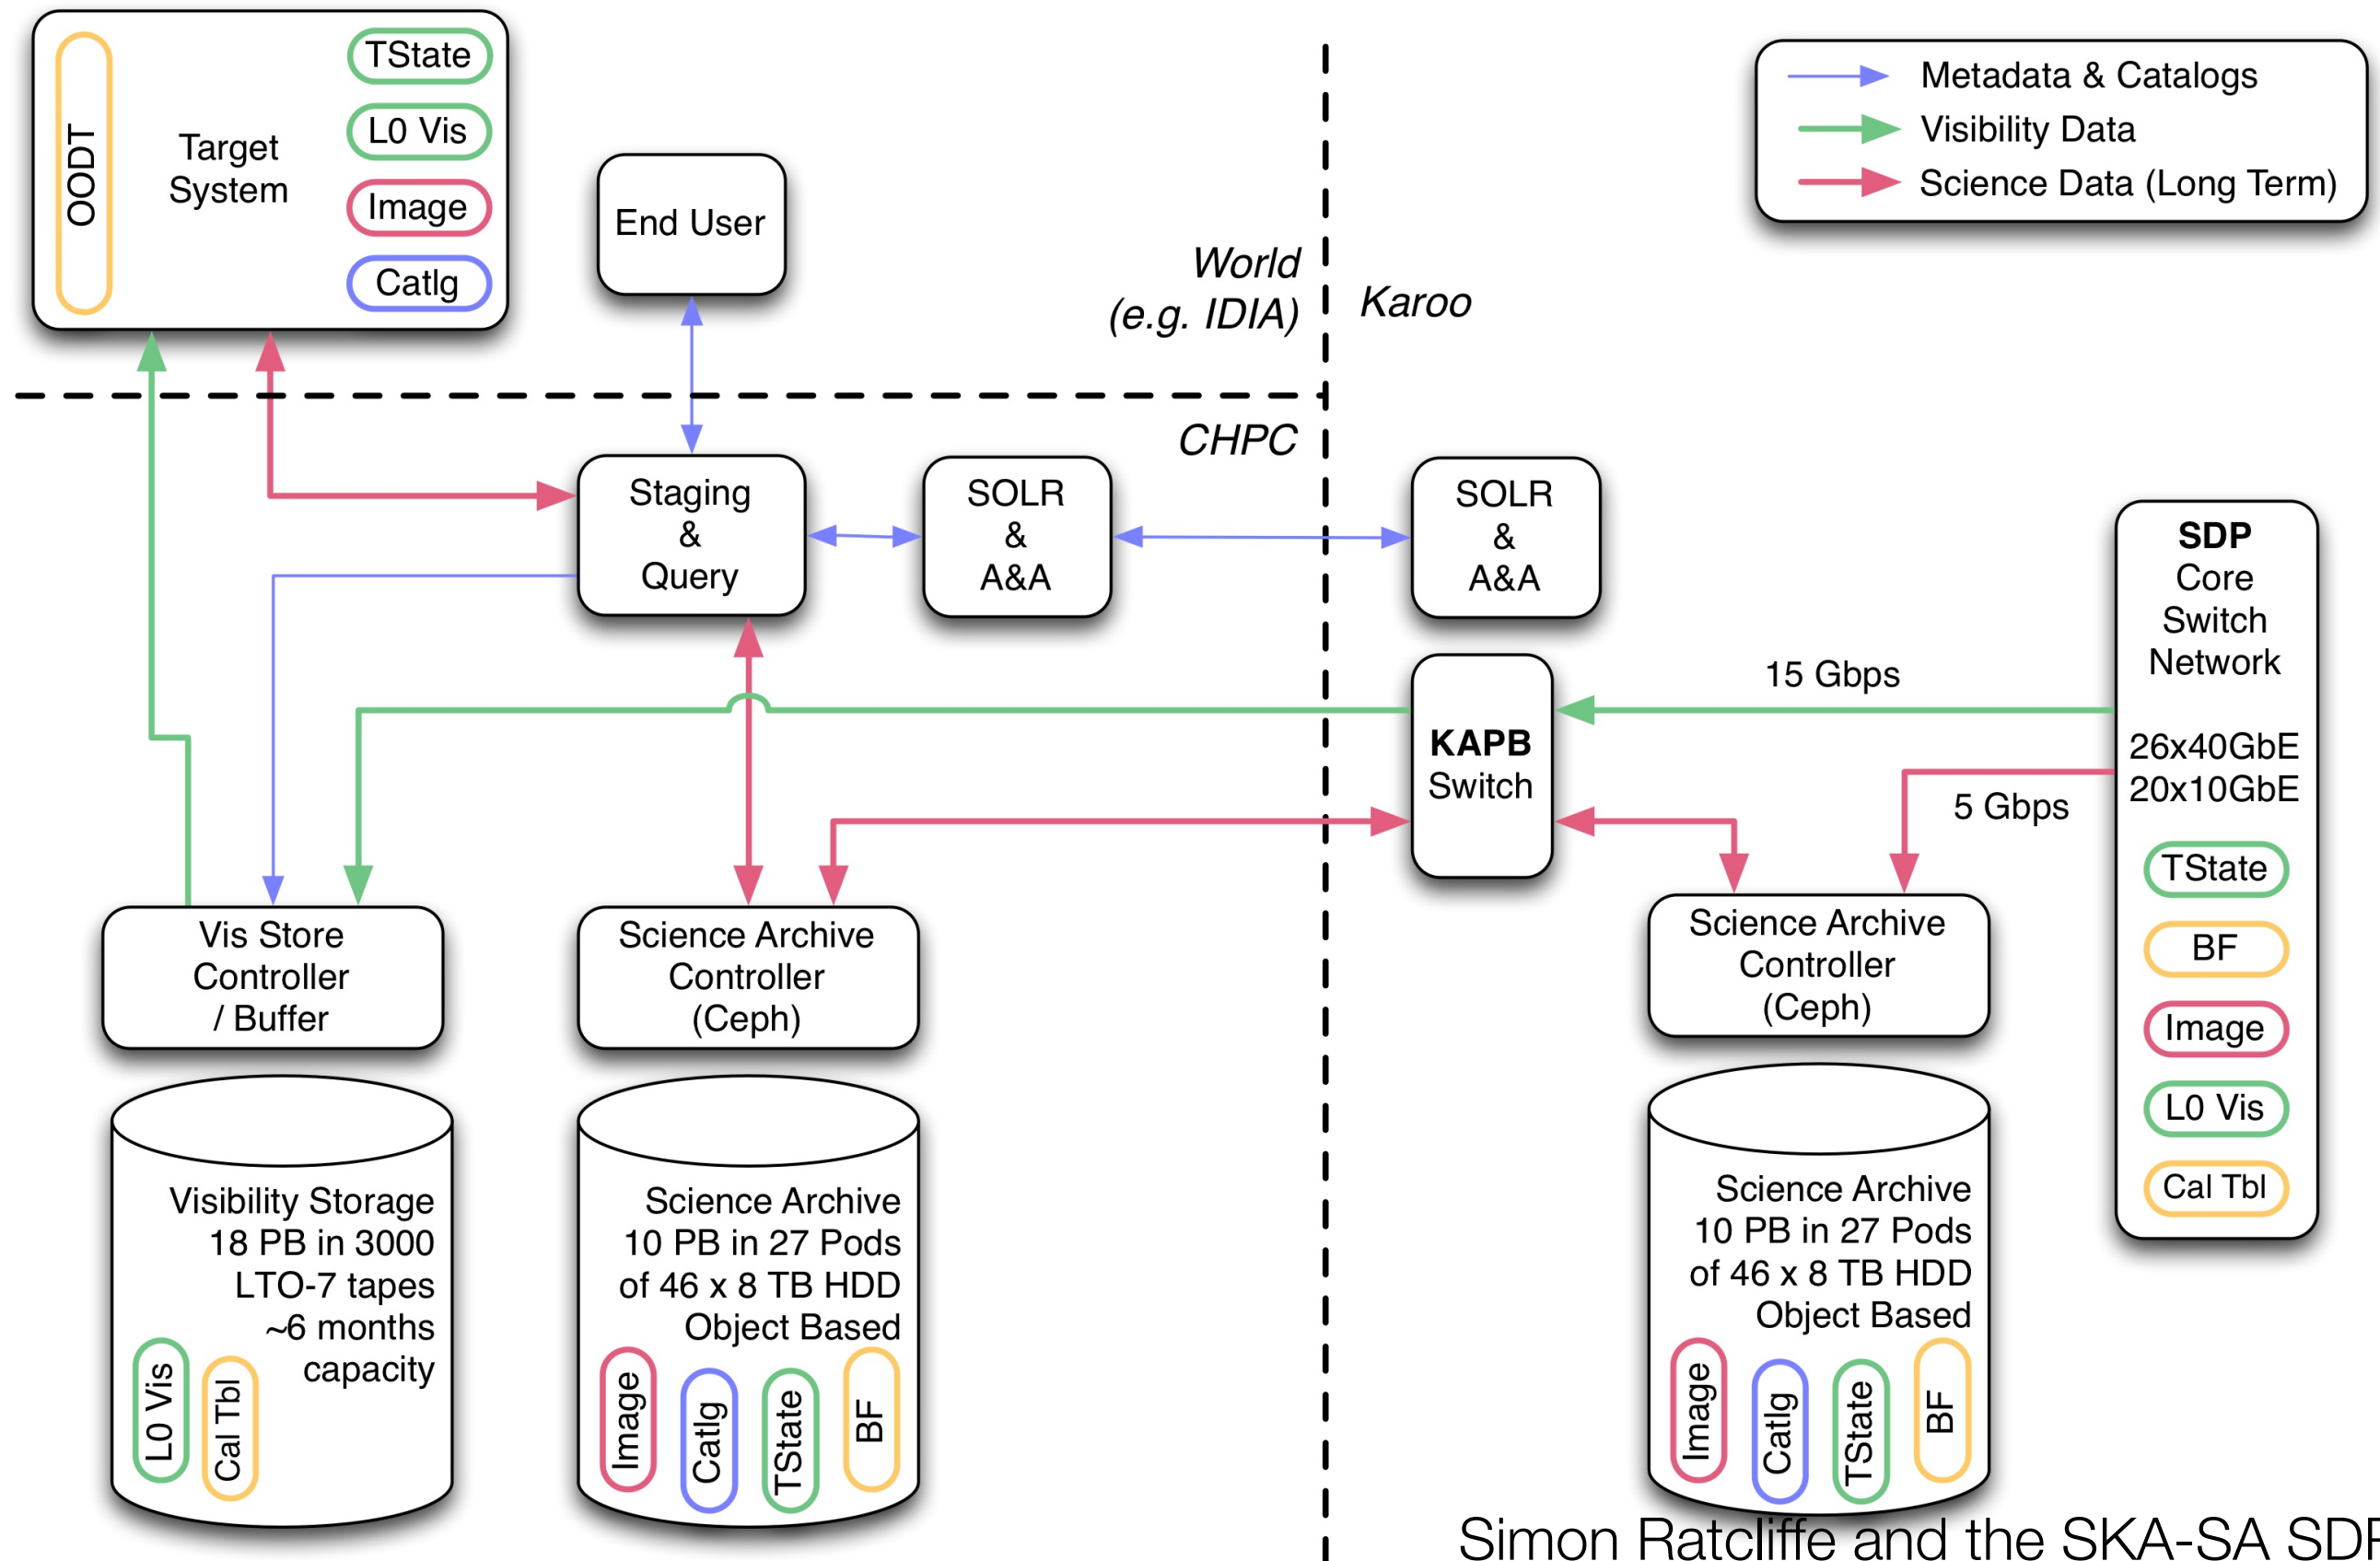 OODT
Target
System
TState
L0 Vis
Image
Catlg
End User
World
(e.g. IDIA)
Karoo
CHPC
Metadata & Catalogs
Visibility Data
Science Data (Long Term)
Staging
&
Query
SOLR
&
A&A
SOLR
&
A&A
SDP
Core
Switch
Network
26x40GbE
20x10GbE
TState
BF
Image
L0 Vis
Cal Tbl
15 Gbps
5 Gbps
KAPB
Switch
Vis Store
Controller
/ Buffer
Science Archive
Controller
(Ceph)
Science Archive
Controller
(Ceph)
Visibility Storage
18 PB in 3000
LTO-7 tapes
~6 months
capacity
L0 Vis
Cal Tbl
Science Archive
10 PB in 27 Pods
of 46 x 8 TB HDD
Object Based
Image
Catlg
TState
BF
Science Archive
10 PB in 27 Pods
of 46 x 8 TB HDD
Object Based
Image
Catlg
TState
BF
Simon Ratcliffe and the SKA-SA SDP